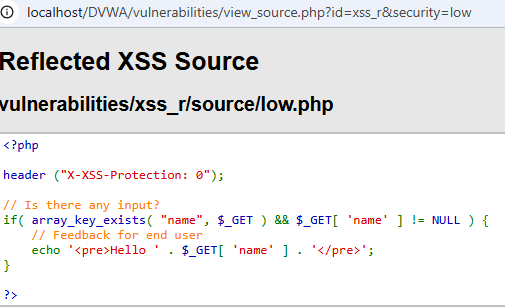 localhost/DVWA/vulnerabilities/view_source.php?id=xss_r&security=low
Reflected XSS Source
vulnerabilities/xss_r/source/low.php
<?php
header ("X-XSS-Protection: 0");
// Is there any input?
if( array_key_exists( "name", $_GET ) && $_GET[ 'name' ] != NULL ) {
    // Feedback for end user
    echo '<pre>Hello ' . $_GET[ 'name' ] . '</pre>';
}
?>